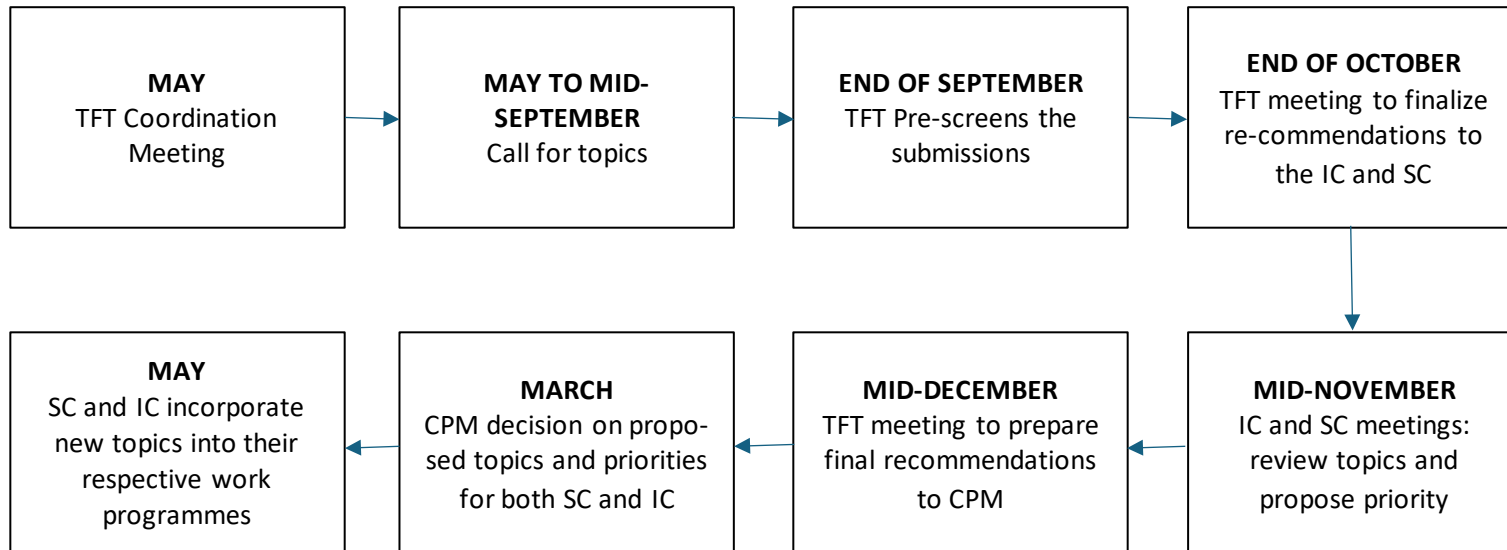 MAY
TFT Coordination
Meeting
MAY TO MID-
SEPTEMBER
Call for topics
END OF SEPTEMBER
TFT Pre-screens the
submissions
END OF OCTOBER
TFT meeting to finalize
re-commendations to
the IC and SC
MID-NOVEMBER
IC and SC meetings:
review topics and
propose priority
MID-DECEMBER
TFT meeting to prepare
final recommendations
to CPM
MARCH
CPM decision on propo-
sed topics and priorities
for both SC and IC
MAY
SC and IC incorporate
new topics into their
respective work
programmes